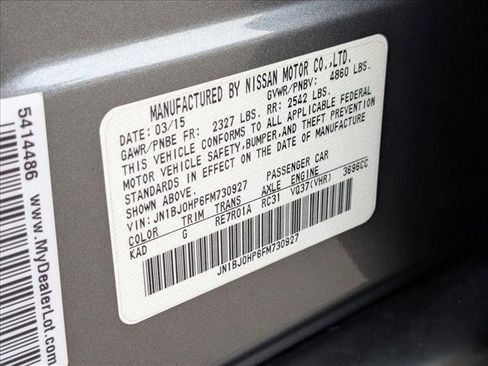 MANUFACTURED BY NISSAN MOTOR CO.,LTD.
DATE: 03/15 GVWR/PNBV: 4860 LBS.
GAWR/PNBE FR: 2327 LBS. RR: 2542 LBS.
THIS VEHICLE CONFORMS TO ALL APPLICABLE FEDERAL
MOTOR VEHICLE SAFETY,BUMPER,AND THEFT PREVENTION
STANDARDS IN EFFECT ON THE DATE OF MANUFACTURE
SHOWN ABOVE.
VIN: JN1BJ0HP6FM730927 PASSENGER CAR
COLOR TRIM TRANS AXLE ENGINE
KAD G RE7R01A RC31 VQ37(VHR) 3696CC
JN1BJ0HP6FM730927
5414486
www.MyDealerLot.com